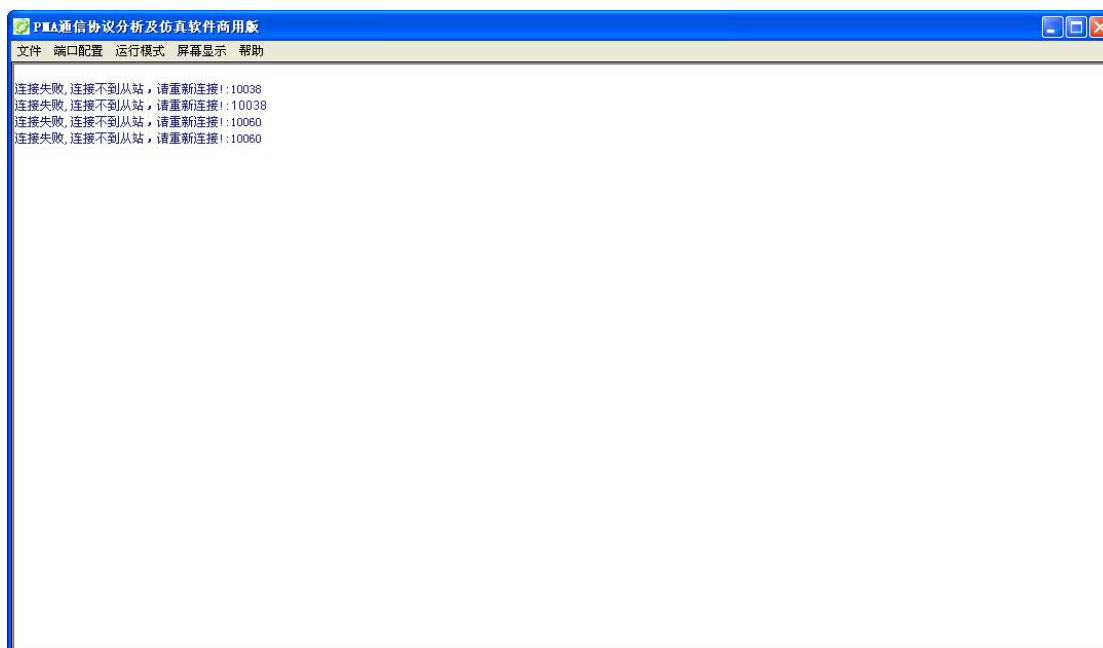 PMA通信协议分析及仿真软件商用版
文件 端口配置 运行模式 屏幕显示 帮助
连接失败,连接不到从站，请重新连接!:10038
连接失败,连接不到从站，请重新连接!:10038
连接失败,连接不到从站，请重新连接!:10060
连接失败,连接不到从站，请重新连接!:10060